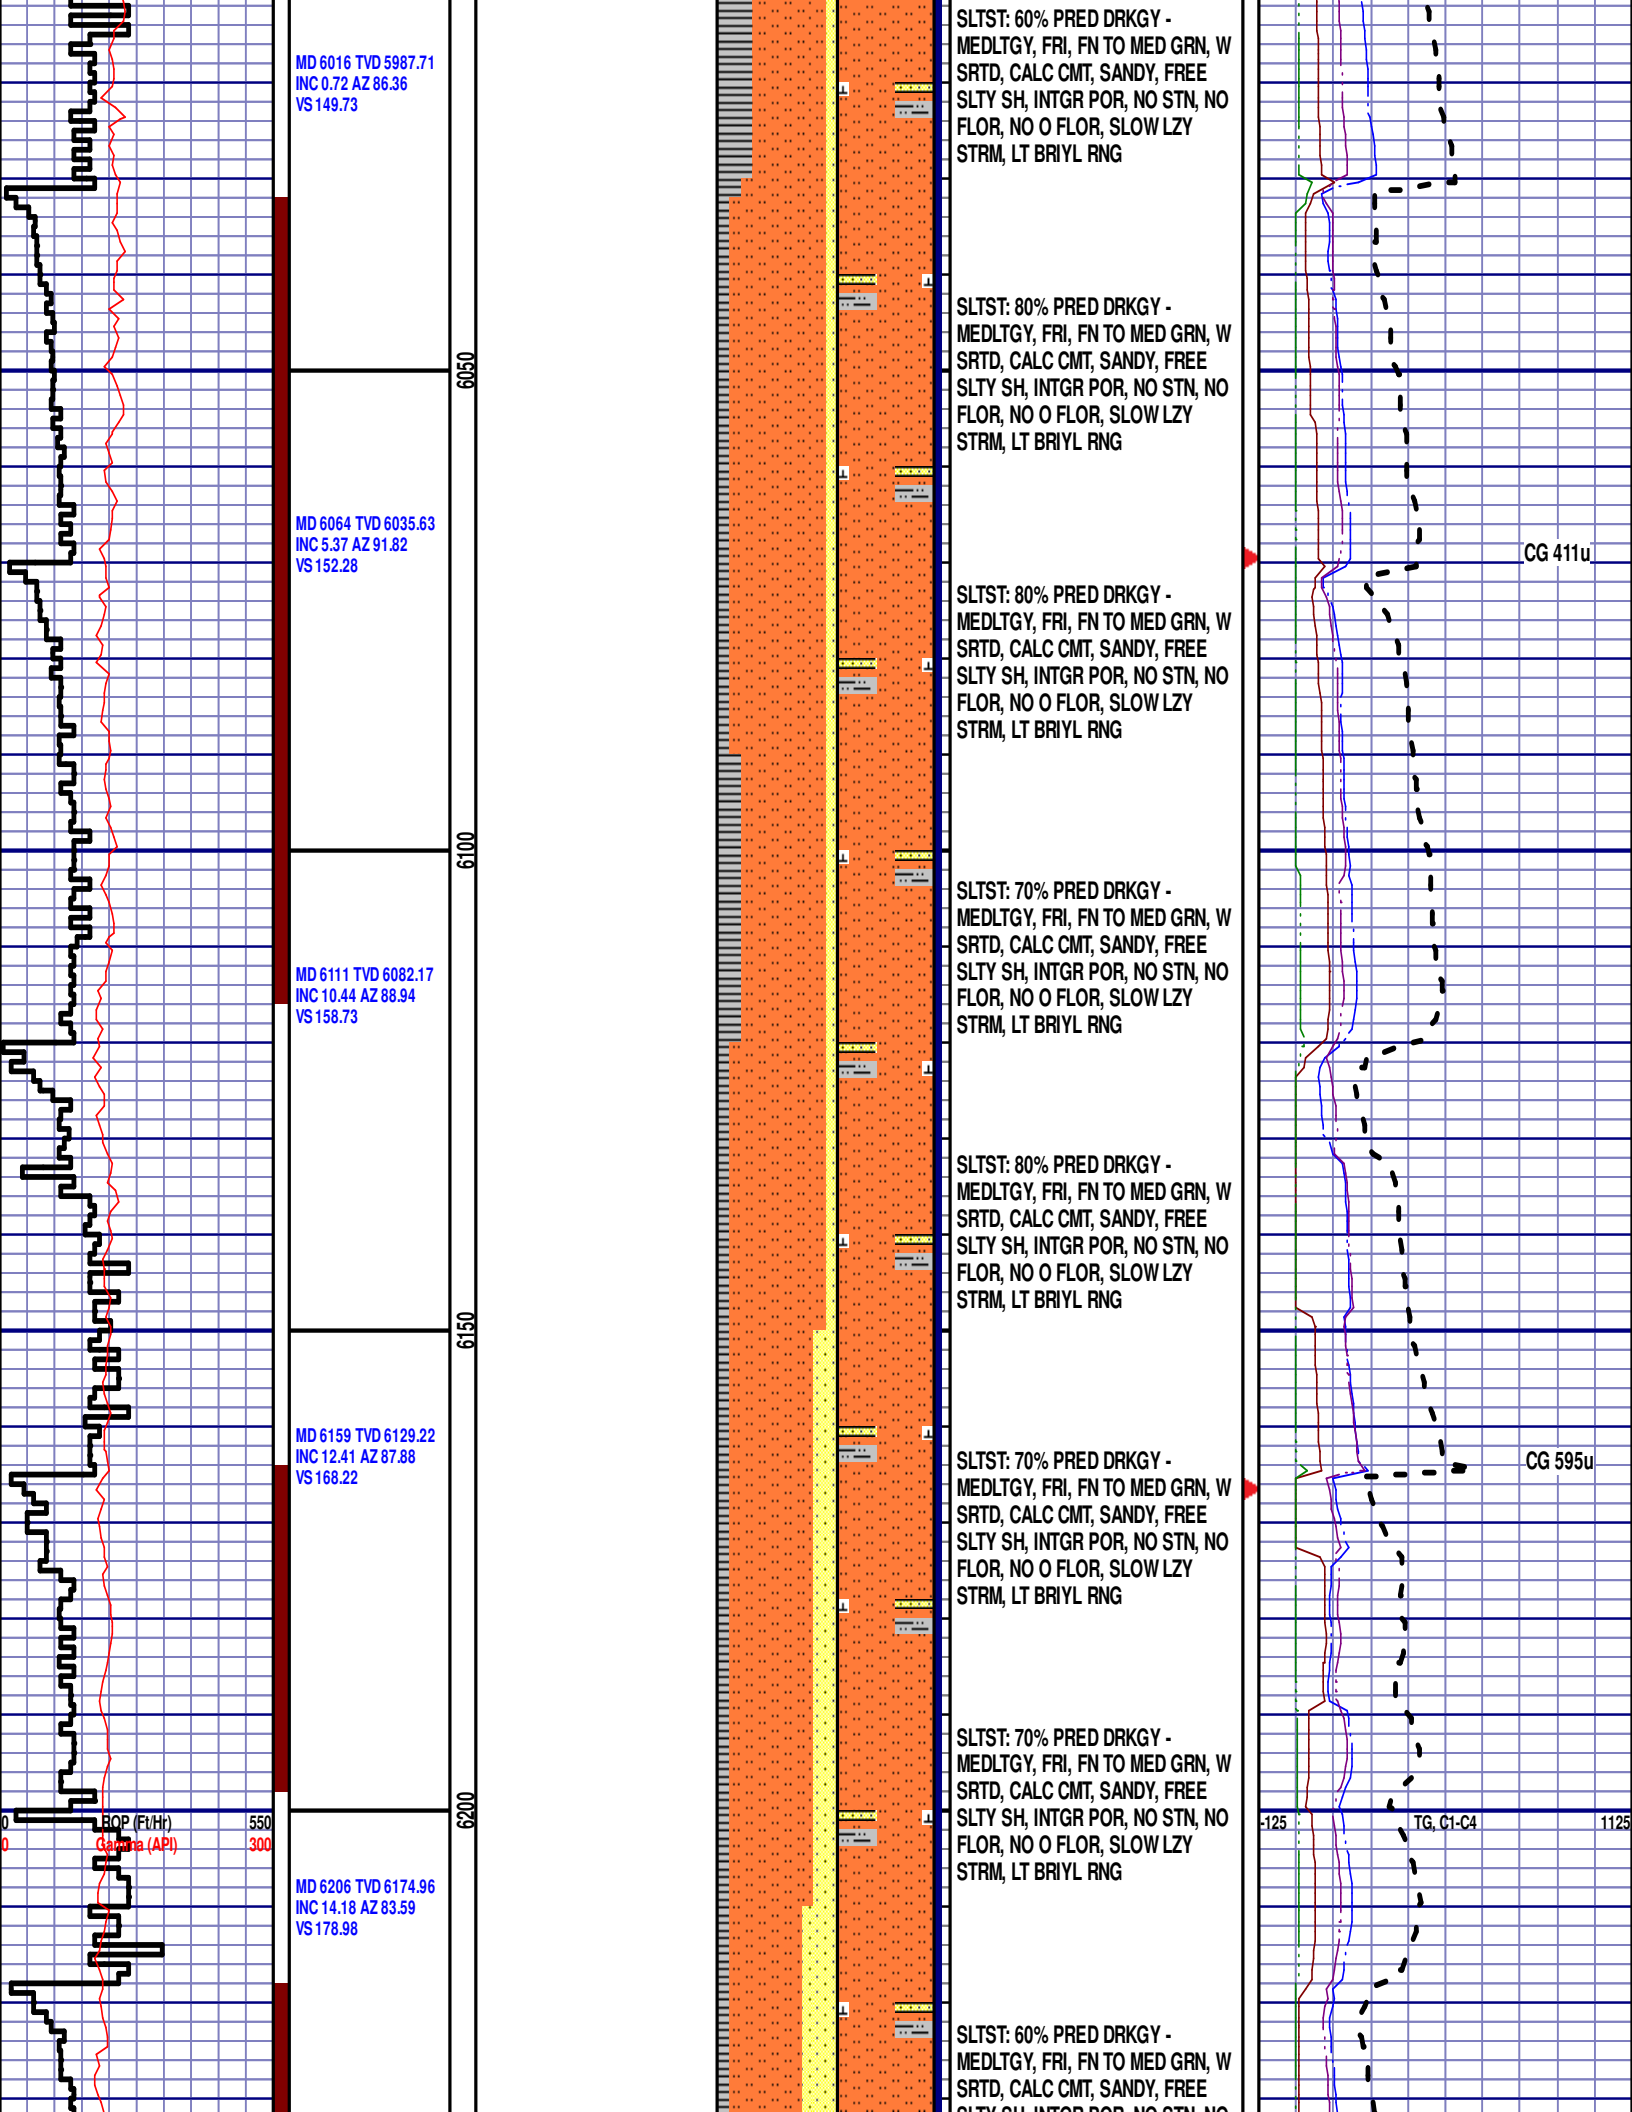 MD 6016 TVD 5987.71
INC 0.72 AZ 86.36
VS 149.73
6050
MD 6064 TVD 6035.63
INC 5.37 AZ 91.82
VS 152.28
6100
MD 6111 TVD 6082.17
INC 10.44 AZ 88.94
VS 158.73
6150
MD 6159 TVD 6129.22
INC 12.41 AZ 87.88
VS 168.22
6200
0 ROP (Ft/Hr) 550
0 Gamma (API) 300
MD 6206 TVD 6174.96
INC 14.18 AZ 83.59
VS 178.98
SLTST: 60% PRED DRKGY -
MEDLTGY, FRI, FN TO MED GRN, W
SRTD, CALC CMT, SANDY, FREE
SLTY SH, INTGR POR, NO STN, NO
FLOR, NO O FLOR, SLOW LZY
STRM, LT BRIYL RNG
SLTST: 80% PRED DRKGY -
MEDLTGY, FRI, FN TO MED GRN, W
SRTD, CALC CMT, SANDY, FREE
SLTY SH, INTGR POR, NO STN, NO
FLOR, NO O FLOR, SLOW LZY
STRM, LT BRIYL RNG
SLTST: 80% PRED DRKGY -
MEDLTGY, FRI, FN TO MED GRN, W
SRTD, CALC CMT, SANDY, FREE
SLTY SH, INTGR POR, NO STN, NO
FLOR, NO O FLOR, SLOW LZY
STRM, LT BRIYL RNG
SLTST: 70% PRED DRKGY -
MEDLTGY, FRI, FN TO MED GRN, W
SRTD, CALC CMT, SANDY, FREE
SLTY SH, INTGR POR, NO STN, NO
FLOR, NO O FLOR, SLOW LZY
STRM, LT BRIYL RNG
SLTST: 80% PRED DRKGY -
MEDLTGY, FRI, FN TO MED GRN, W
SRTD, CALC CMT, SANDY, FREE
SLTY SH, INTGR POR, NO STN, NO
FLOR, NO O FLOR, SLOW LZY
STRM, LT BRIYL RNG
SLTST: 70% PRED DRKGY -
MEDLTGY, FRI, FN TO MED GRN, W
SRTD, CALC CMT, SANDY, FREE
SLTY SH, INTGR POR, NO STN, NO
FLOR, NO O FLOR, SLOW LZY
STRM, LT BRIYL RNG
SLTST: 70% PRED DRKGY -
MEDLTGY, FRI, FN TO MED GRN, W
SRTD, CALC CMT, SANDY, FREE
SLTY SH, INTGR POR, NO STN, NO
FLOR, NO O FLOR, SLOW LZY
STRM, LT BRIYL RNG
SLTST: 60% PRED DRKGY -
MEDLTGY, FRI, FN TO MED GRN, W
SRTD, CALC CMT, SANDY, FREE
SLTY SH, INTGR POR, NO STN, NO
CG 411u
CG 595u
-125 TG, C1-C4 1125